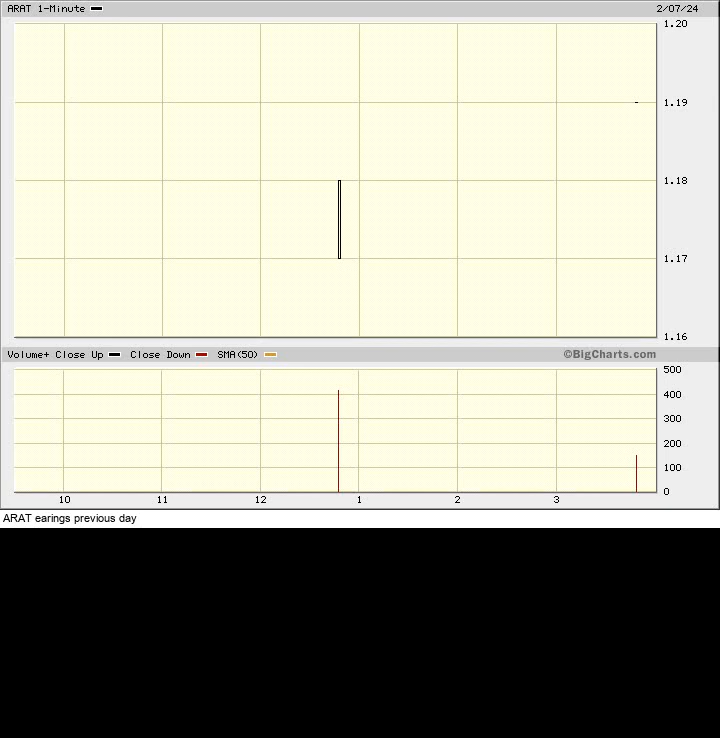 ARAT 1-Minute 2/07/24
1.20
1.19
1.18
1.17
1.16
Volume+ Close Up Close Down SMA(50) ©BigCharts.com
500
400
300
200
100
0
10 11 12 1 2 3
ARAT earings previous day